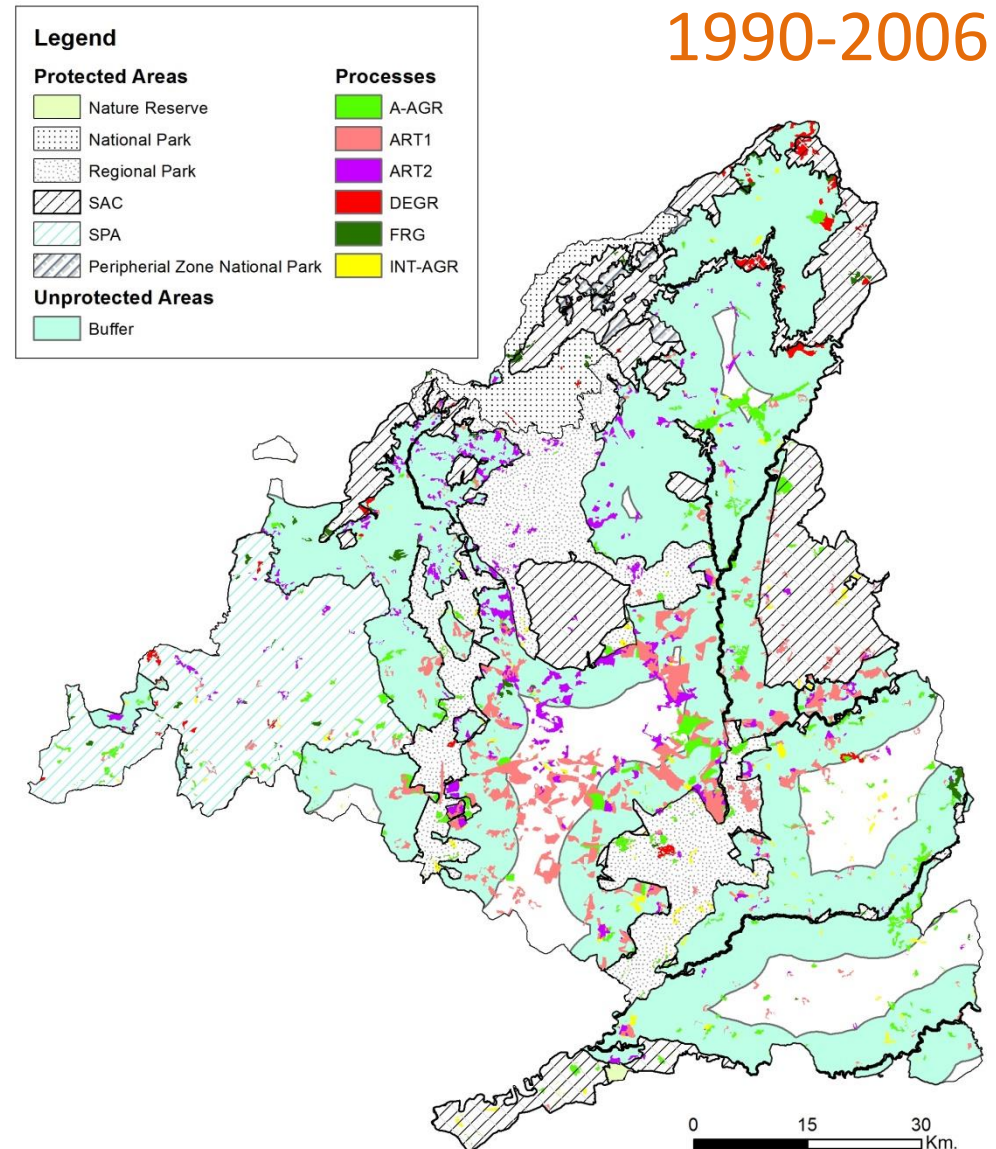 1990-2006
Legend
Protected Areas
Nature Reserve
National Park
Regional Park
SAC
SPA
Peripherial Zone National Park
Unprotected Areas
Buffer
Processes
A-AGR
ART1
ART2
DEGR
FRG
INT-AGR
0 15 30
Km.